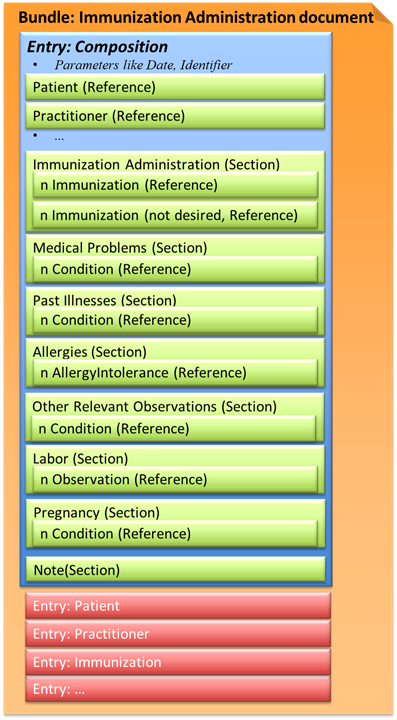 Bundle: Immunization Administration document
Entry: Composition
• Parameters like Date, Identifier
Patient (Reference)
Practitioner (Reference)
• ...
Immunization Administration (Section)
n Immunization (Reference)
n Immunization (not desired, Reference)
Medical Problems (Section)
n Condition (Reference)
Past Illnesses (Section)
n Condition (Reference)
Allergies (Section)
n AllergyIntolerance (Reference)
Other Relevant Observations (Section)
n Condition (Reference)
Labor (Section)
n Observation (Reference)
Pregnancy (Section)
n Condition (Reference)
Note(Section)
Entry: Patient
Entry: Practitioner
Entry: Immunization
Entry: ...